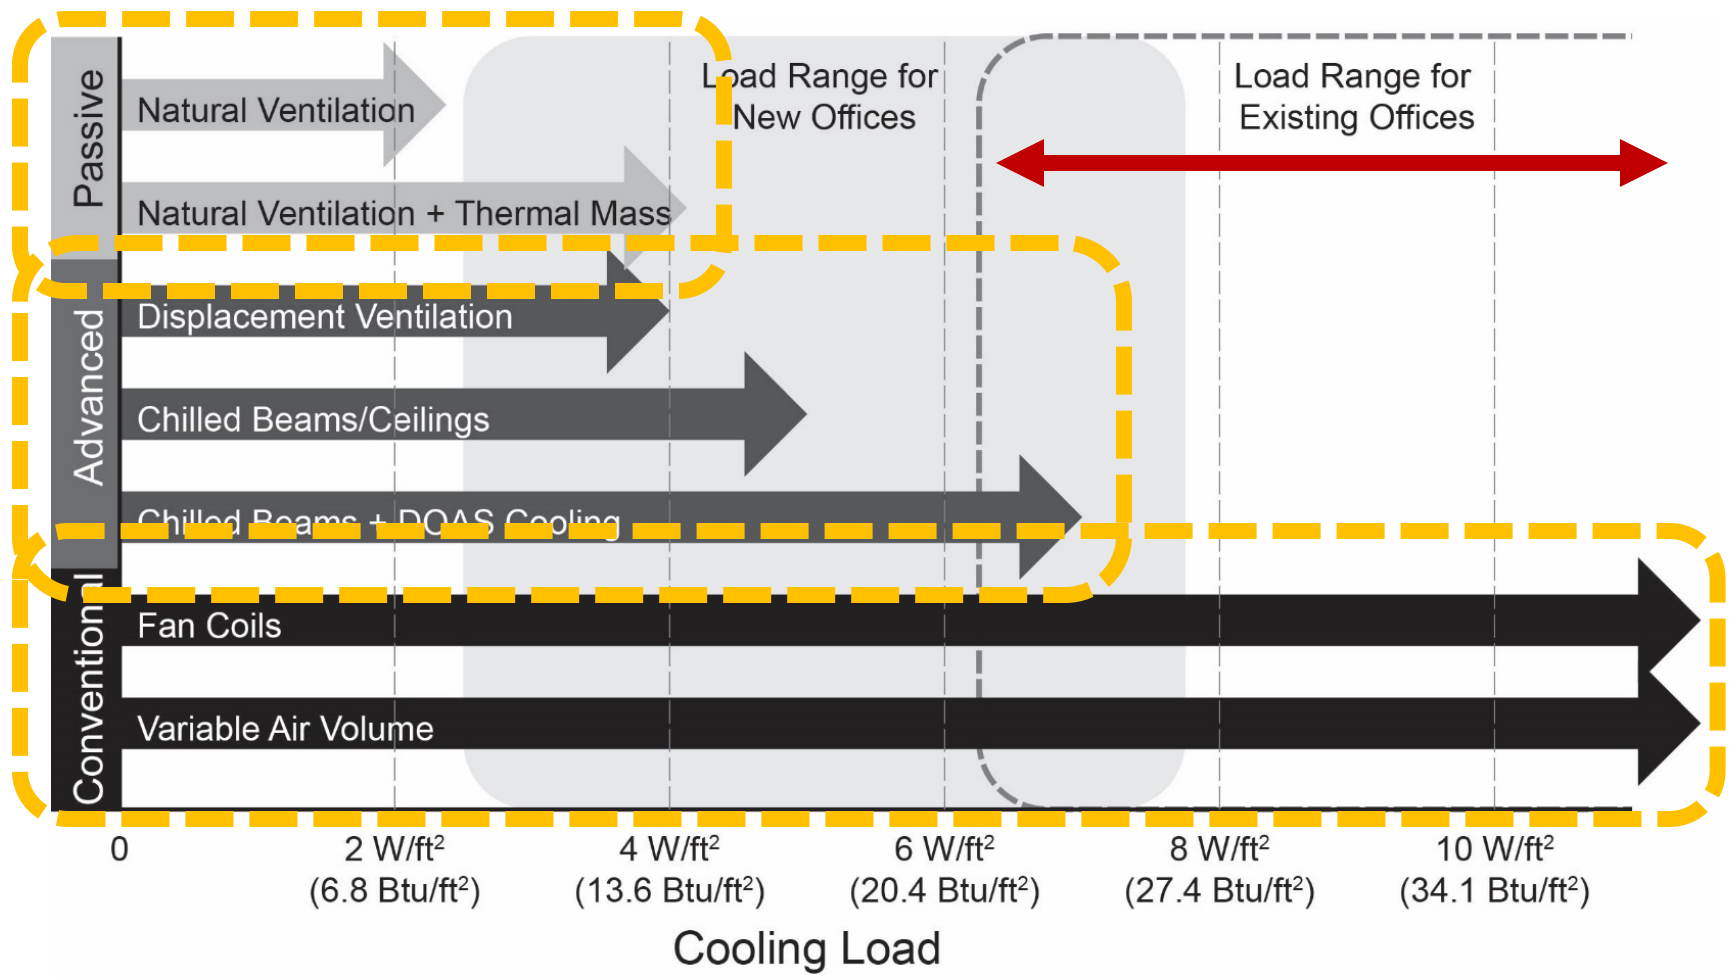 Passive
Natural Ventilation
Natural Ventilation + Thermal Mass
Load Range for
New Offices
Load Range for
Existing Offices
Advanced
Displacement Ventilation
Chilled Beams/Ceilings
Chilled Beams + DOAS Cooling
Conventional
Fan Coils
Variable Air Volume
0
2 W/ft²
(6.8 Btu/ft²)
4 W/ft²
(13.6 Btu/ft²)
6 W/ft²
(20.4 Btu/ft²)
8 W/ft²
(27.4 Btu/ft²)
10 W/ft²
(34.1 Btu/ft²)
Cooling Load